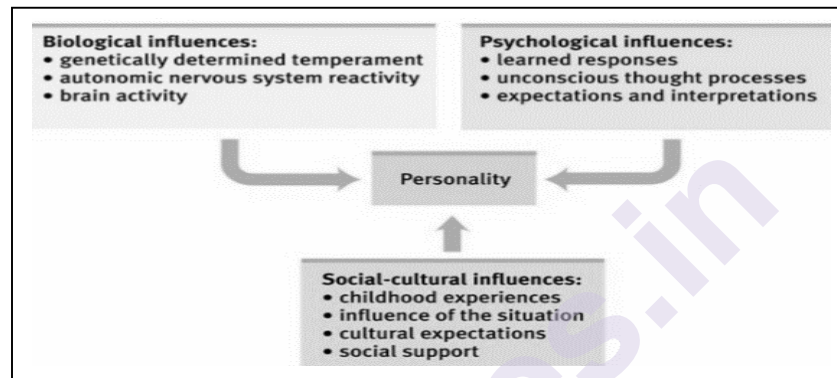 Biological influences:
• genetically determined temperament
• autonomic nervous system reactivity
• brain activity
Psychological influences:
• learned responses
• unconscious thought processes
• expectations and interpretations
Personality
Social-cultural influences:
• childhood experiences
• influence of the situation
• cultural expectations
• social support